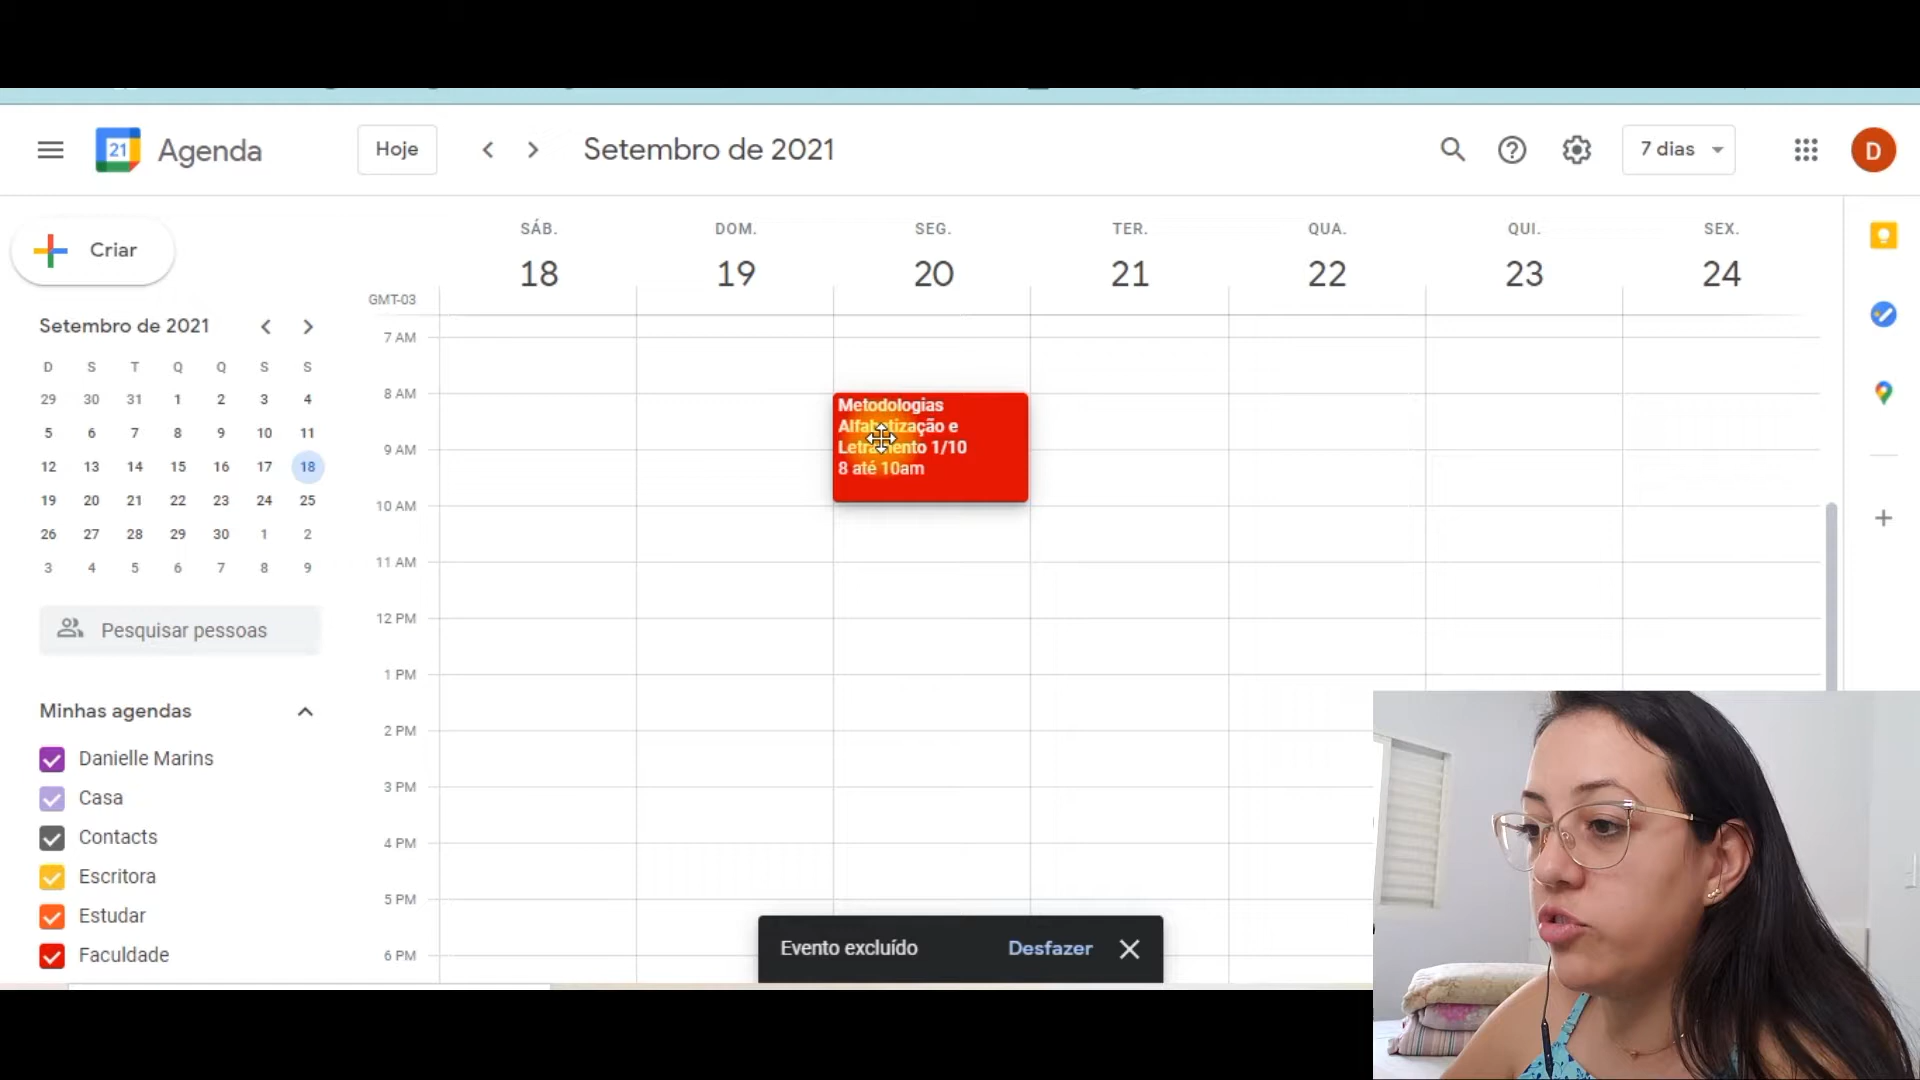 21 Agenda
Hoje
Setembro de 2021
7 dias
D
Criar
SÁB. DOM. SEG. TER. QUA. QUI. SEX.
18 19 20 21 22 23 24
GMT-03
Setembro de 2021
D S T Q Q S S
29 30 31 1 2 3 4
5 6 7 8 9 10 11
12 13 14 15 16 17 18
19 20 21 22 23 24 25
26 27 28 29 30 1 2
3 4 5 6 7 8 9
Pesquisar pessoas
Minhas agendas
Danielle Marins
Casa
Contacts
Escritora
Estudar
Faculdade
7 AM
8 AM
9 AM
10 AM
11 AM
12 PM
1 PM
2 PM
3 PM
4 PM
5 PM
6 PM
Metodologias
Alfabetização e
Letramento 1/10
8 até 10am
Evento excluído Desfazer